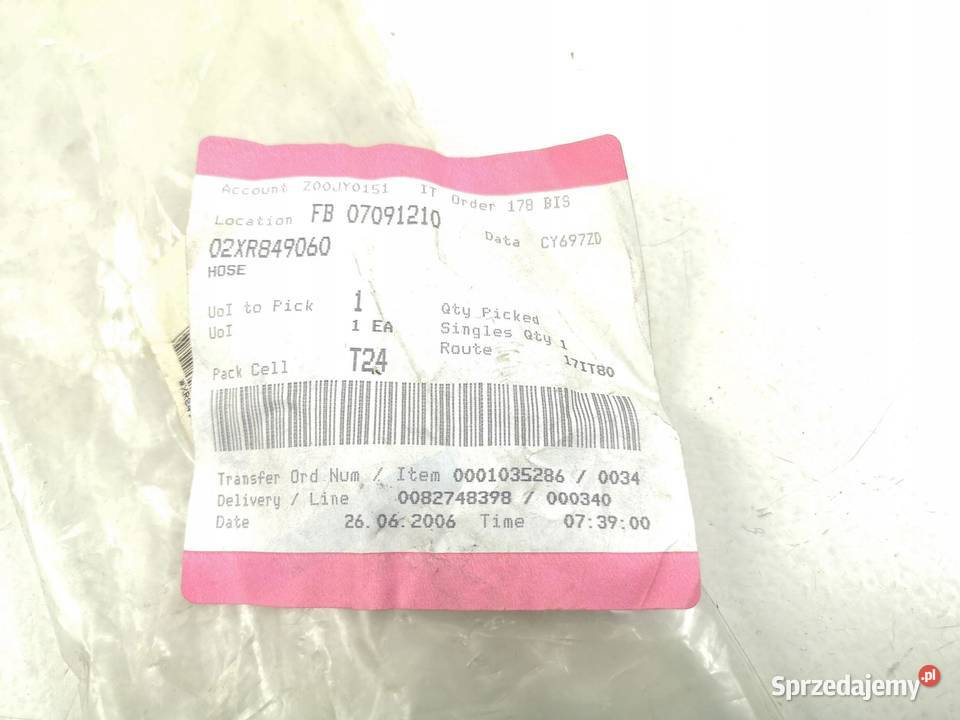 Account Z00JY0151 IT Order 178 BIS
Location FB 07091210
Data CY697ZD
02XR849060
HOSE
UoI to Pick 1 Qty Picked
UoI 1 EA Singles Qty 1
Pack Cell T24 Route 17IT80
Transfer Ord Num / Item 0001035286 / 0034
Delivery / Line 0082748398 / 000340
Date 26.06.2006 Time 07:39:00
Sprzedajemy.pl